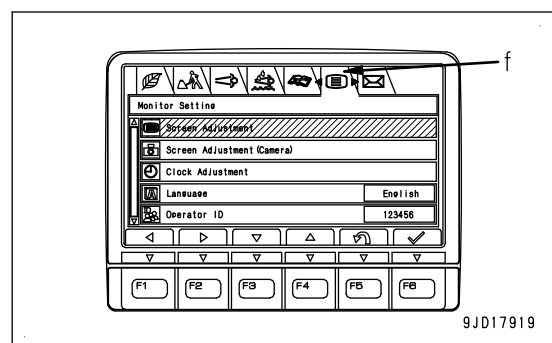 f
Monitor Setting
Screen Adjustment
Screen Adjustment (Camera)
Clock Adjustment
A Language English
ID Operator ID 123456
F1 F2 F3 F4 F5 F6
9JD17919